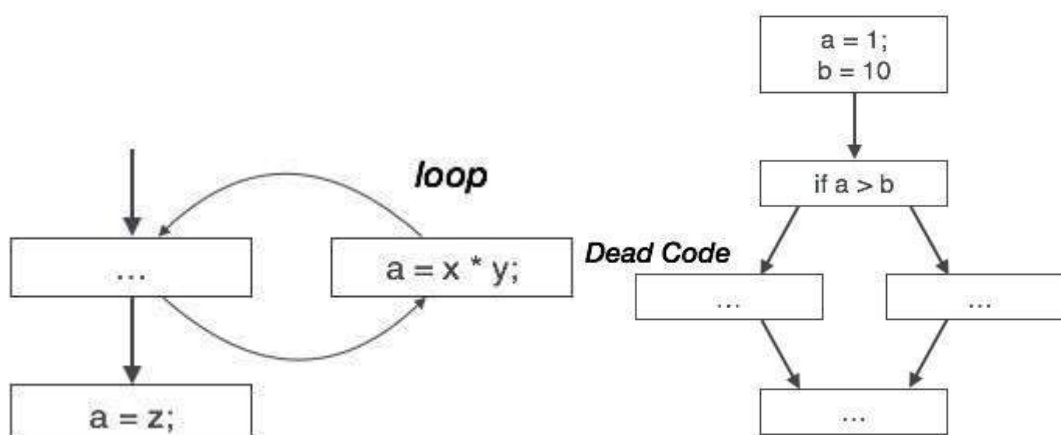 loop
...
a = x * y;
a = z;
a = 1;
b = 10
if a > b
Dead Code
...
...
...